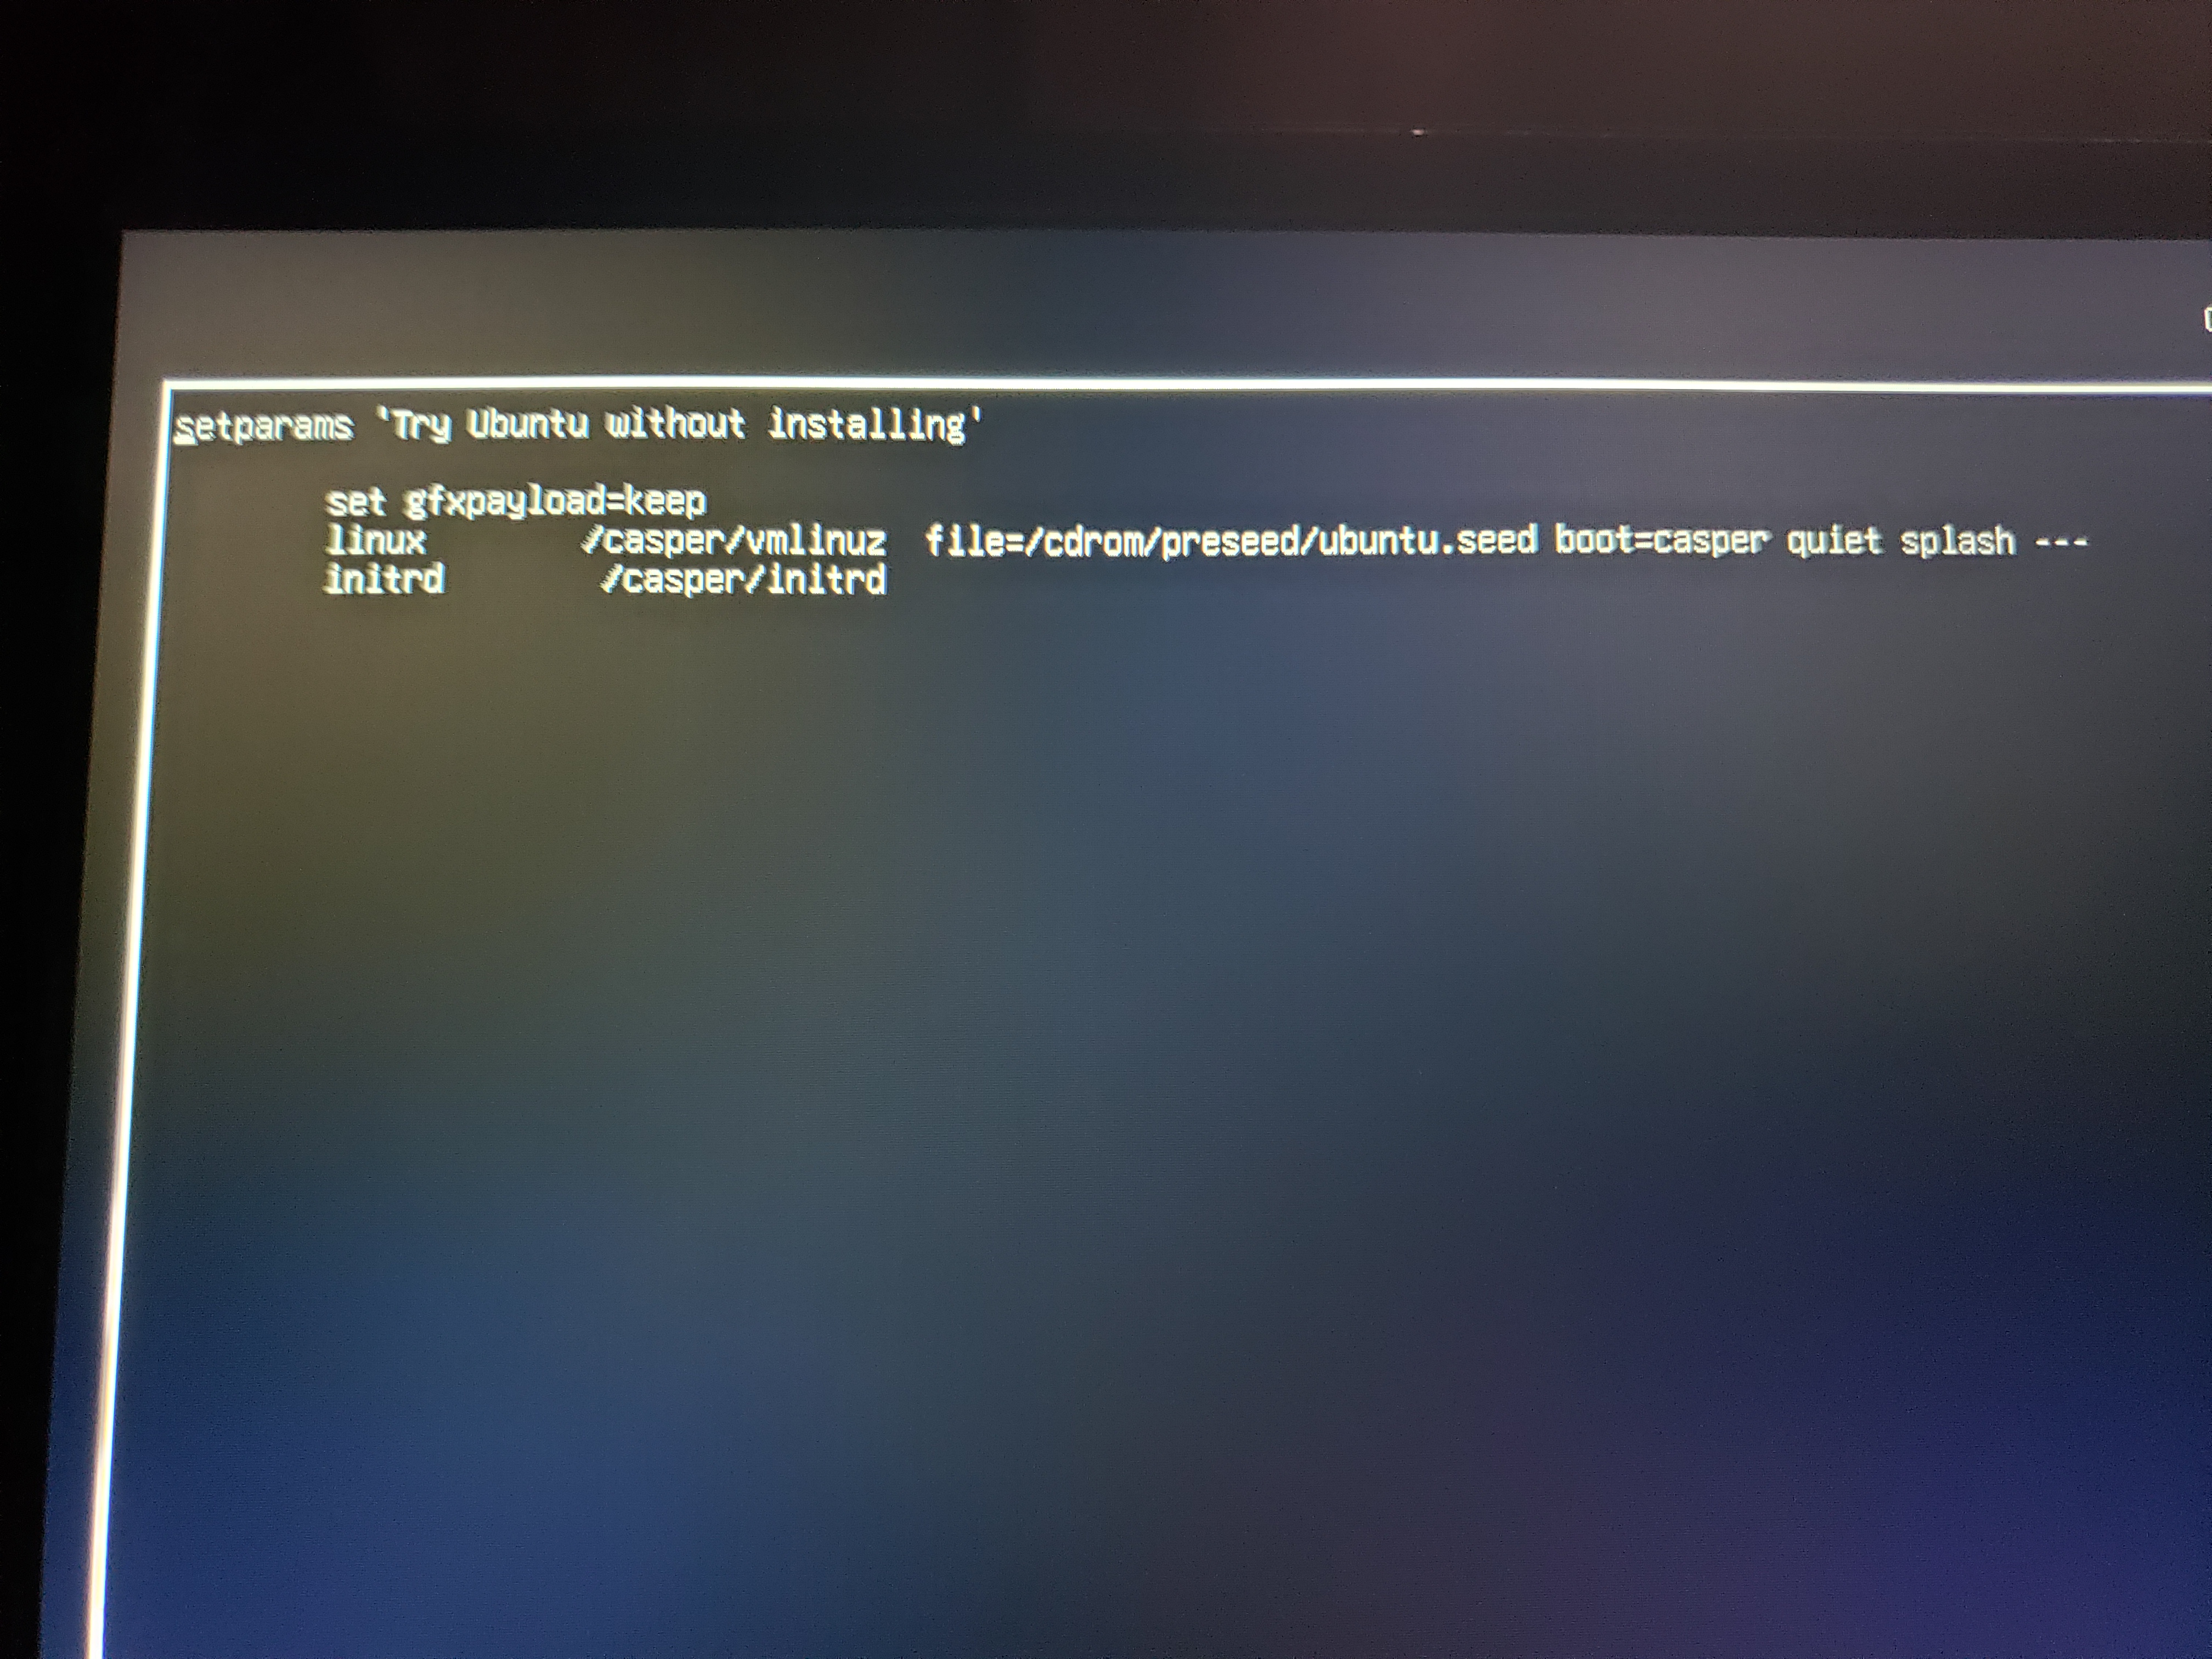 setparams 'Try Ubuntu without installing'
set gfxpayload=keep
linux /casper/vmlinuz file=/cdrom/preseed/ubuntu.seed boot=casper quiet splash ---
initrd /casper/initrd